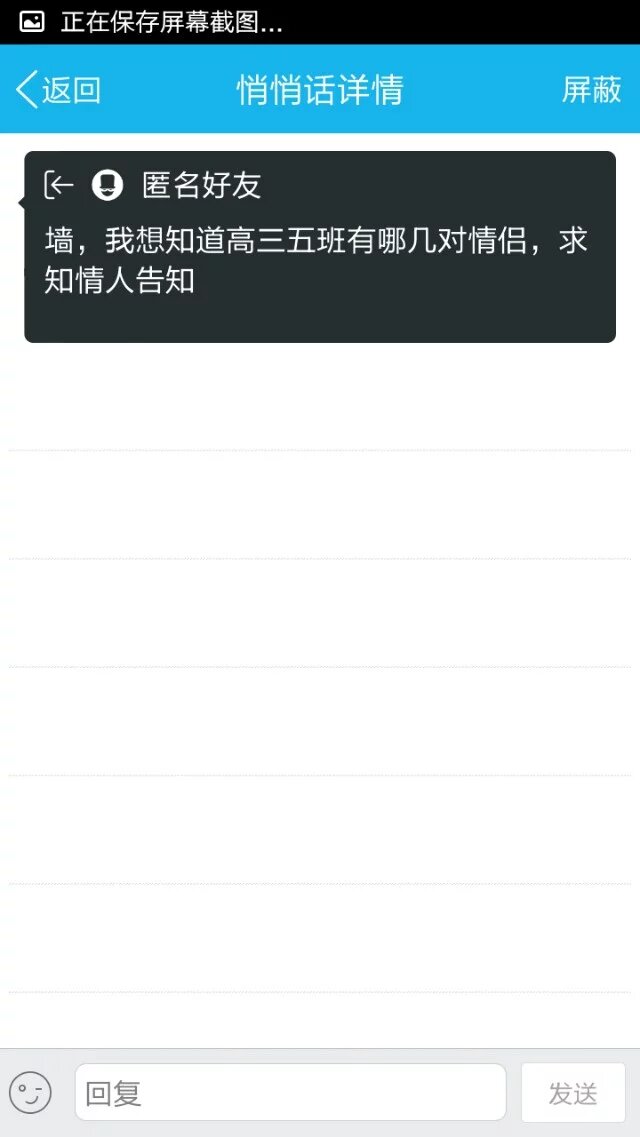 正在保存屏幕截图...
返回 悄悄话详情 屏蔽
匿名好友
墙，我想知道高三五班有哪几对情侣，求
知情人告知
回复 发送